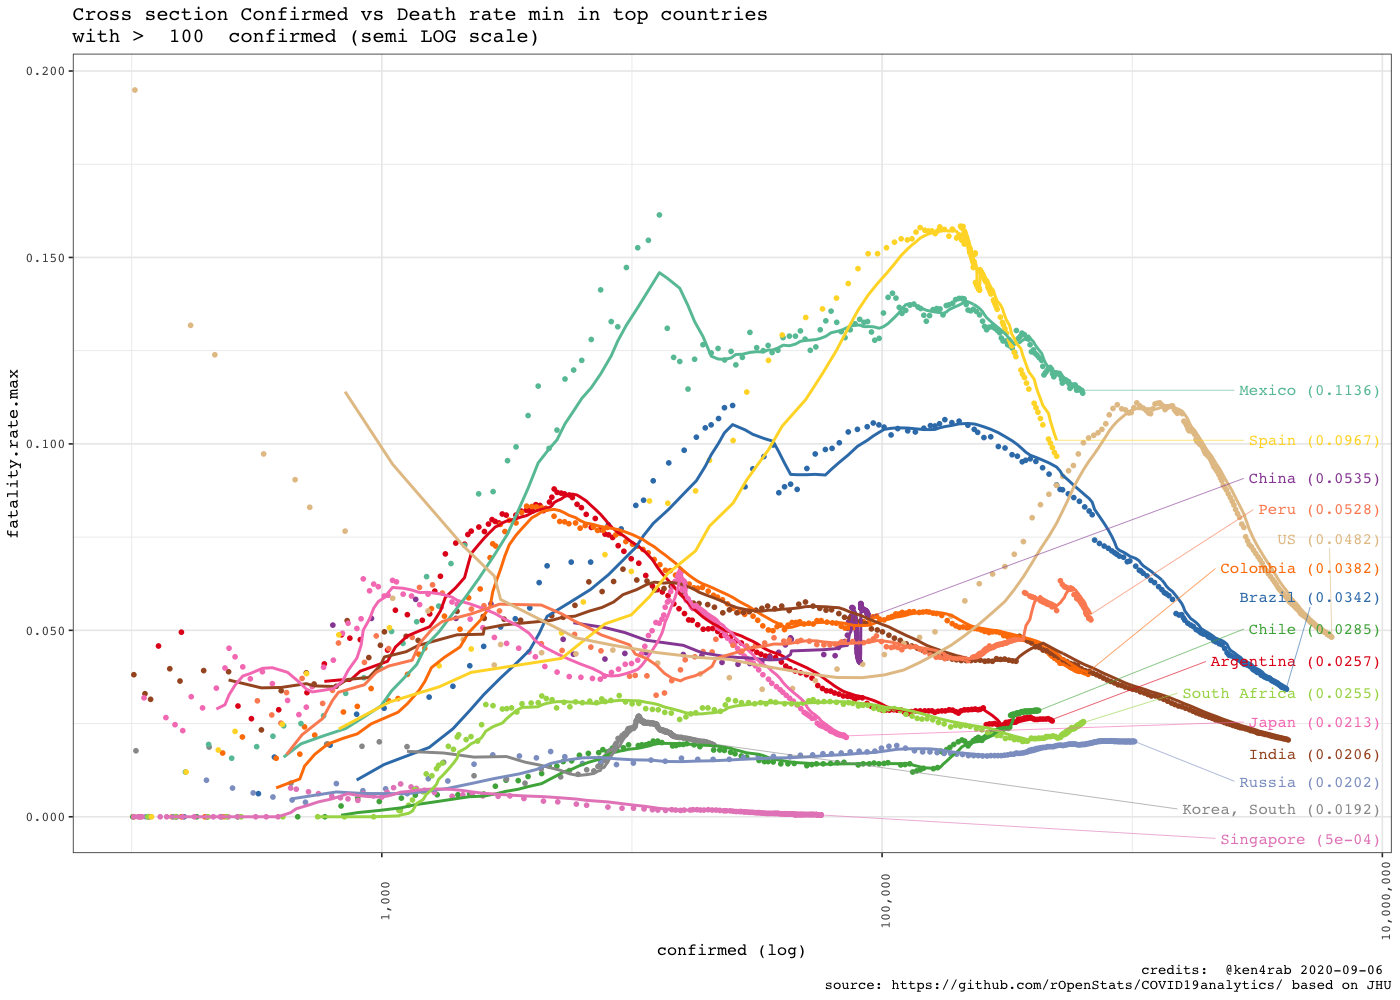 Cross section Confirmed vs Death rate min in top countries
with >  100  confirmed (semi LOG scale)
0.200
0.150
0.100
0.050
0.000
fatality.rate.max
Mexico (0.1136)
Spain (0.0967)
China (0.0535)
Peru (0.0528)
US (0.0482)
Colombia (0.0382)
Brazil (0.0342)
Chile (0.0285)
Argentina (0.0257)
South Africa (0.0255)
Japan (0.0213)
India (0.0206)
Russia (0.0202)
Korea, South (0.0192)
Singapore (5e-04)
1,000
100,000
10,000,000
confirmed (log)
credits:  @ken4rab 2020-09-06
source: https://github.com/rOpenStats/COVID19analytics/ based on JHU